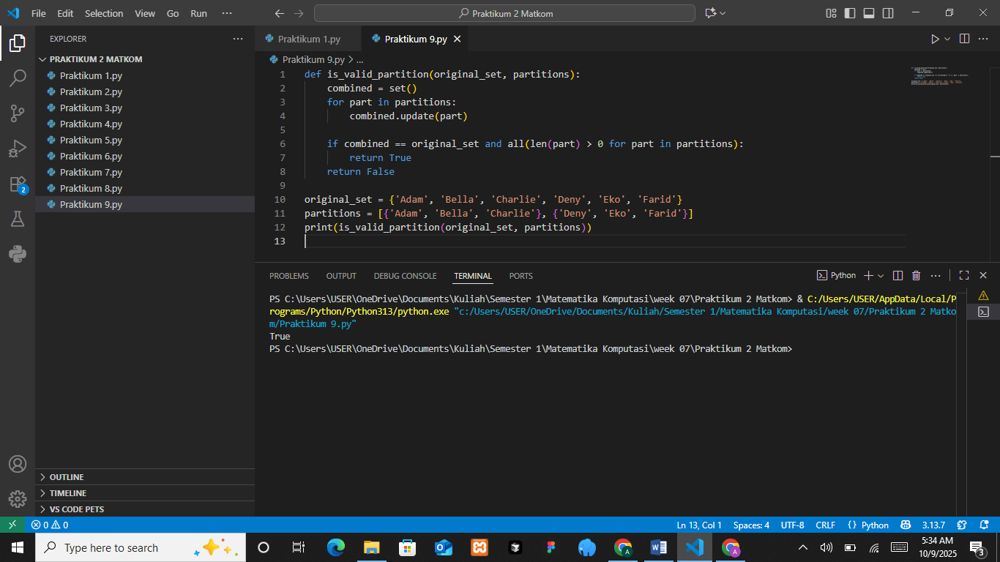 File Edit Selection View Go Run ···
Praktikum 2 Matkom
EXPLORER ···
PRAKTIKUM 2 MATKOM
Praktikum 1.py
Praktikum 2.py
Praktikum 3.py
Praktikum 4.py
Praktikum 5.py
Praktikum 6.py
Praktikum 7.py
Praktikum 8.py
Praktikum 9.py
2
OUTLINE
TIMELINE
VS CODE PETS
Praktikum 1.py Praktikum 9.py
Praktikum 9.py > ...
1 def is_valid_partition(original_set, partitions):
2     combined = set()
3     for part in partitions:
4         combined.update(part)
5
6     if combined == original_set and all(len(part) > 0 for part in partitions):
7         return True
8     return False
9
10 original_set = {'Adam', 'Bella', 'Charlie', 'Deny', 'Eko', 'Farid'}
11 partitions = [{'Adam', 'Bella', 'Charlie'}, {'Deny', 'Eko', 'Farid'}]
12 print(is_valid_partition(original_set, partitions))
13
PROBLEMS OUTPUT DEBUG CONSOLE TERMINAL PORTS
Python
PS C:\Users\USER\OneDrive\Documents\Kuliah\Semester 1\Matematika Komputasi\week 07\Praktikum 2 Matkom> & C:/Users/USER/AppData/Local/P
rograms/Python/Python313/python.exe "c:/Users/USER/OneDrive/Documents/Kuliah/Semester 1/Matematika Komputasi/week 07/Praktikum 2 Matko
m/Praktikum 9.py"
True
PS C:\Users\USER\OneDrive\Documents\Kuliah\Semester 1\Matematika Komputasi\week 07\Praktikum 2 Matkom>
0 0 Ln 13, Col 1 Spaces: 4 UTF-8 CRLF {} Python 3.13.7
Type here to search
5:34 AM
10/9/2025
3